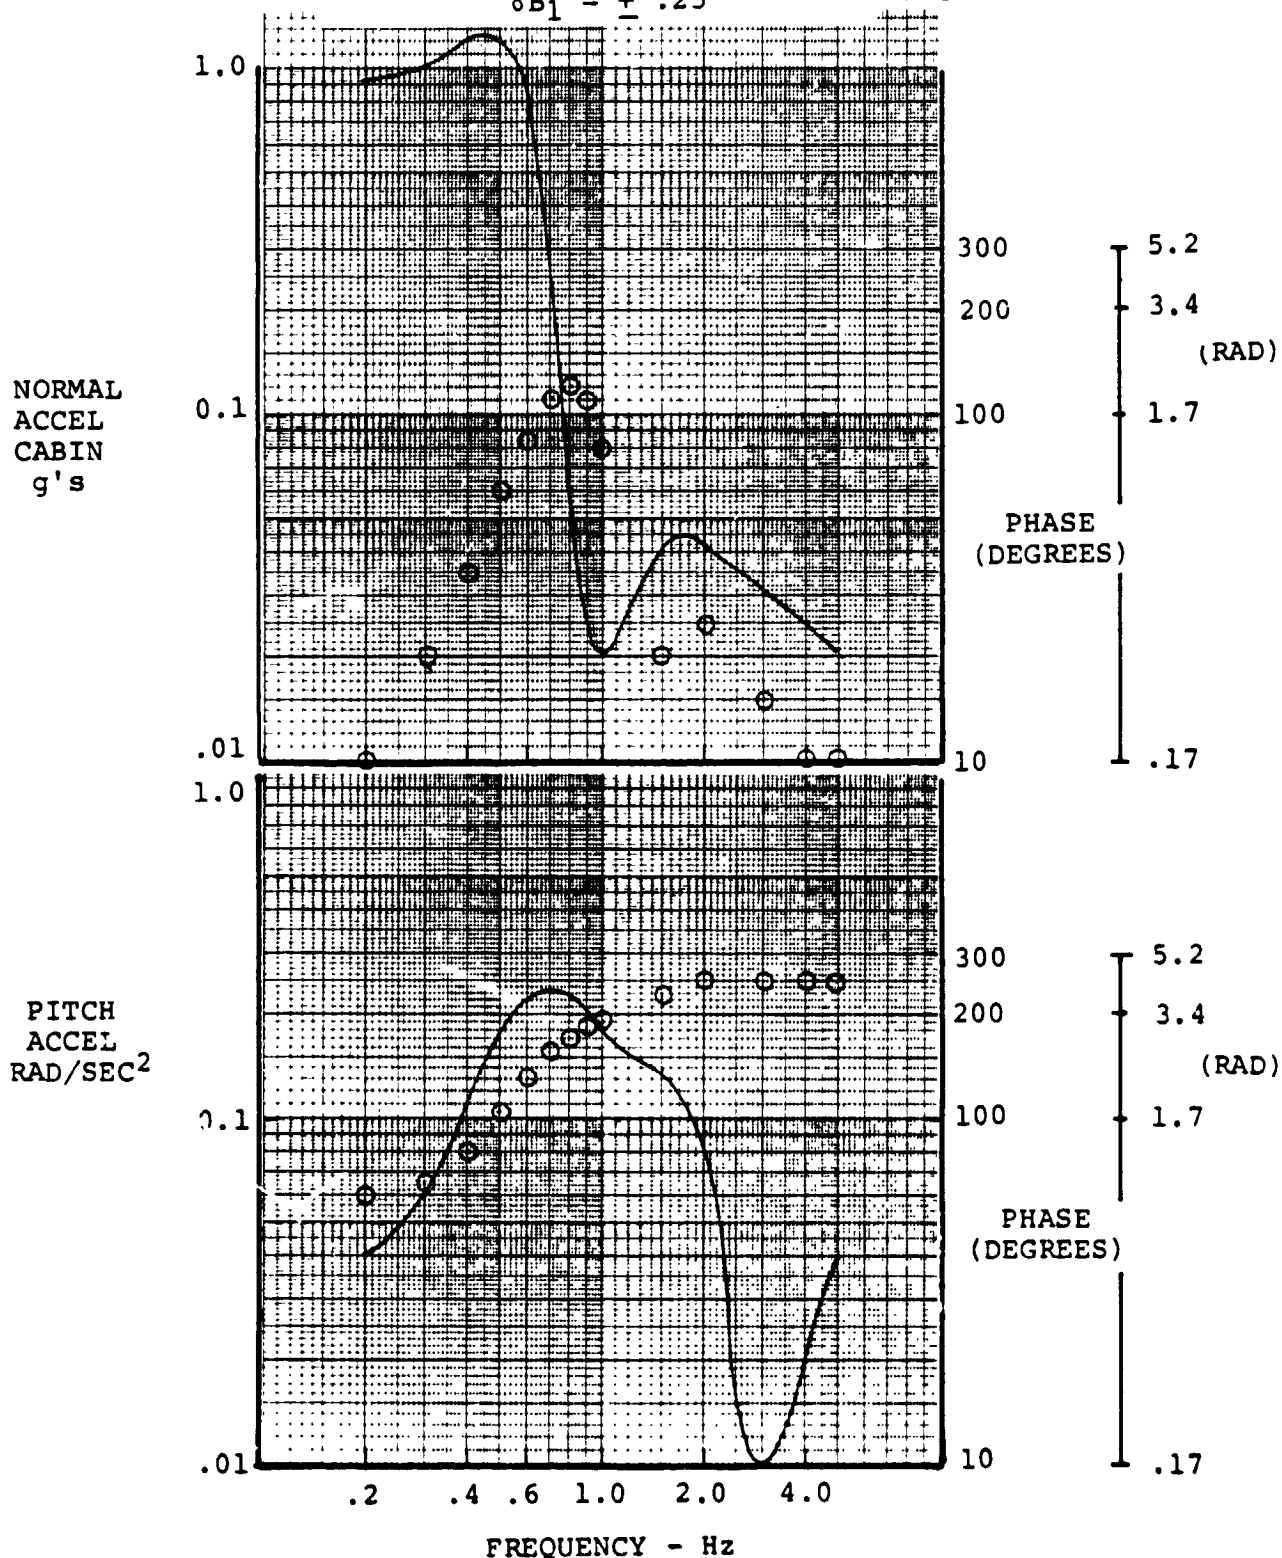 1.0
300
5.2
200
3.4
(RAD)
NORMAL
ACCEL
CABIN
g's
0.1
100
1.7
PHASE
(DEGREES)
.01
10
.17
1.0
300
5.2
200
3.4
PITCH
ACCEL
RAD/SEC²
(RAD)
0.1
100
1.7
PHASE
(DEGREES)
.01
10
.17
.2 .4 .6 1.0 2.0 4.0
FREQUENCY - Hz